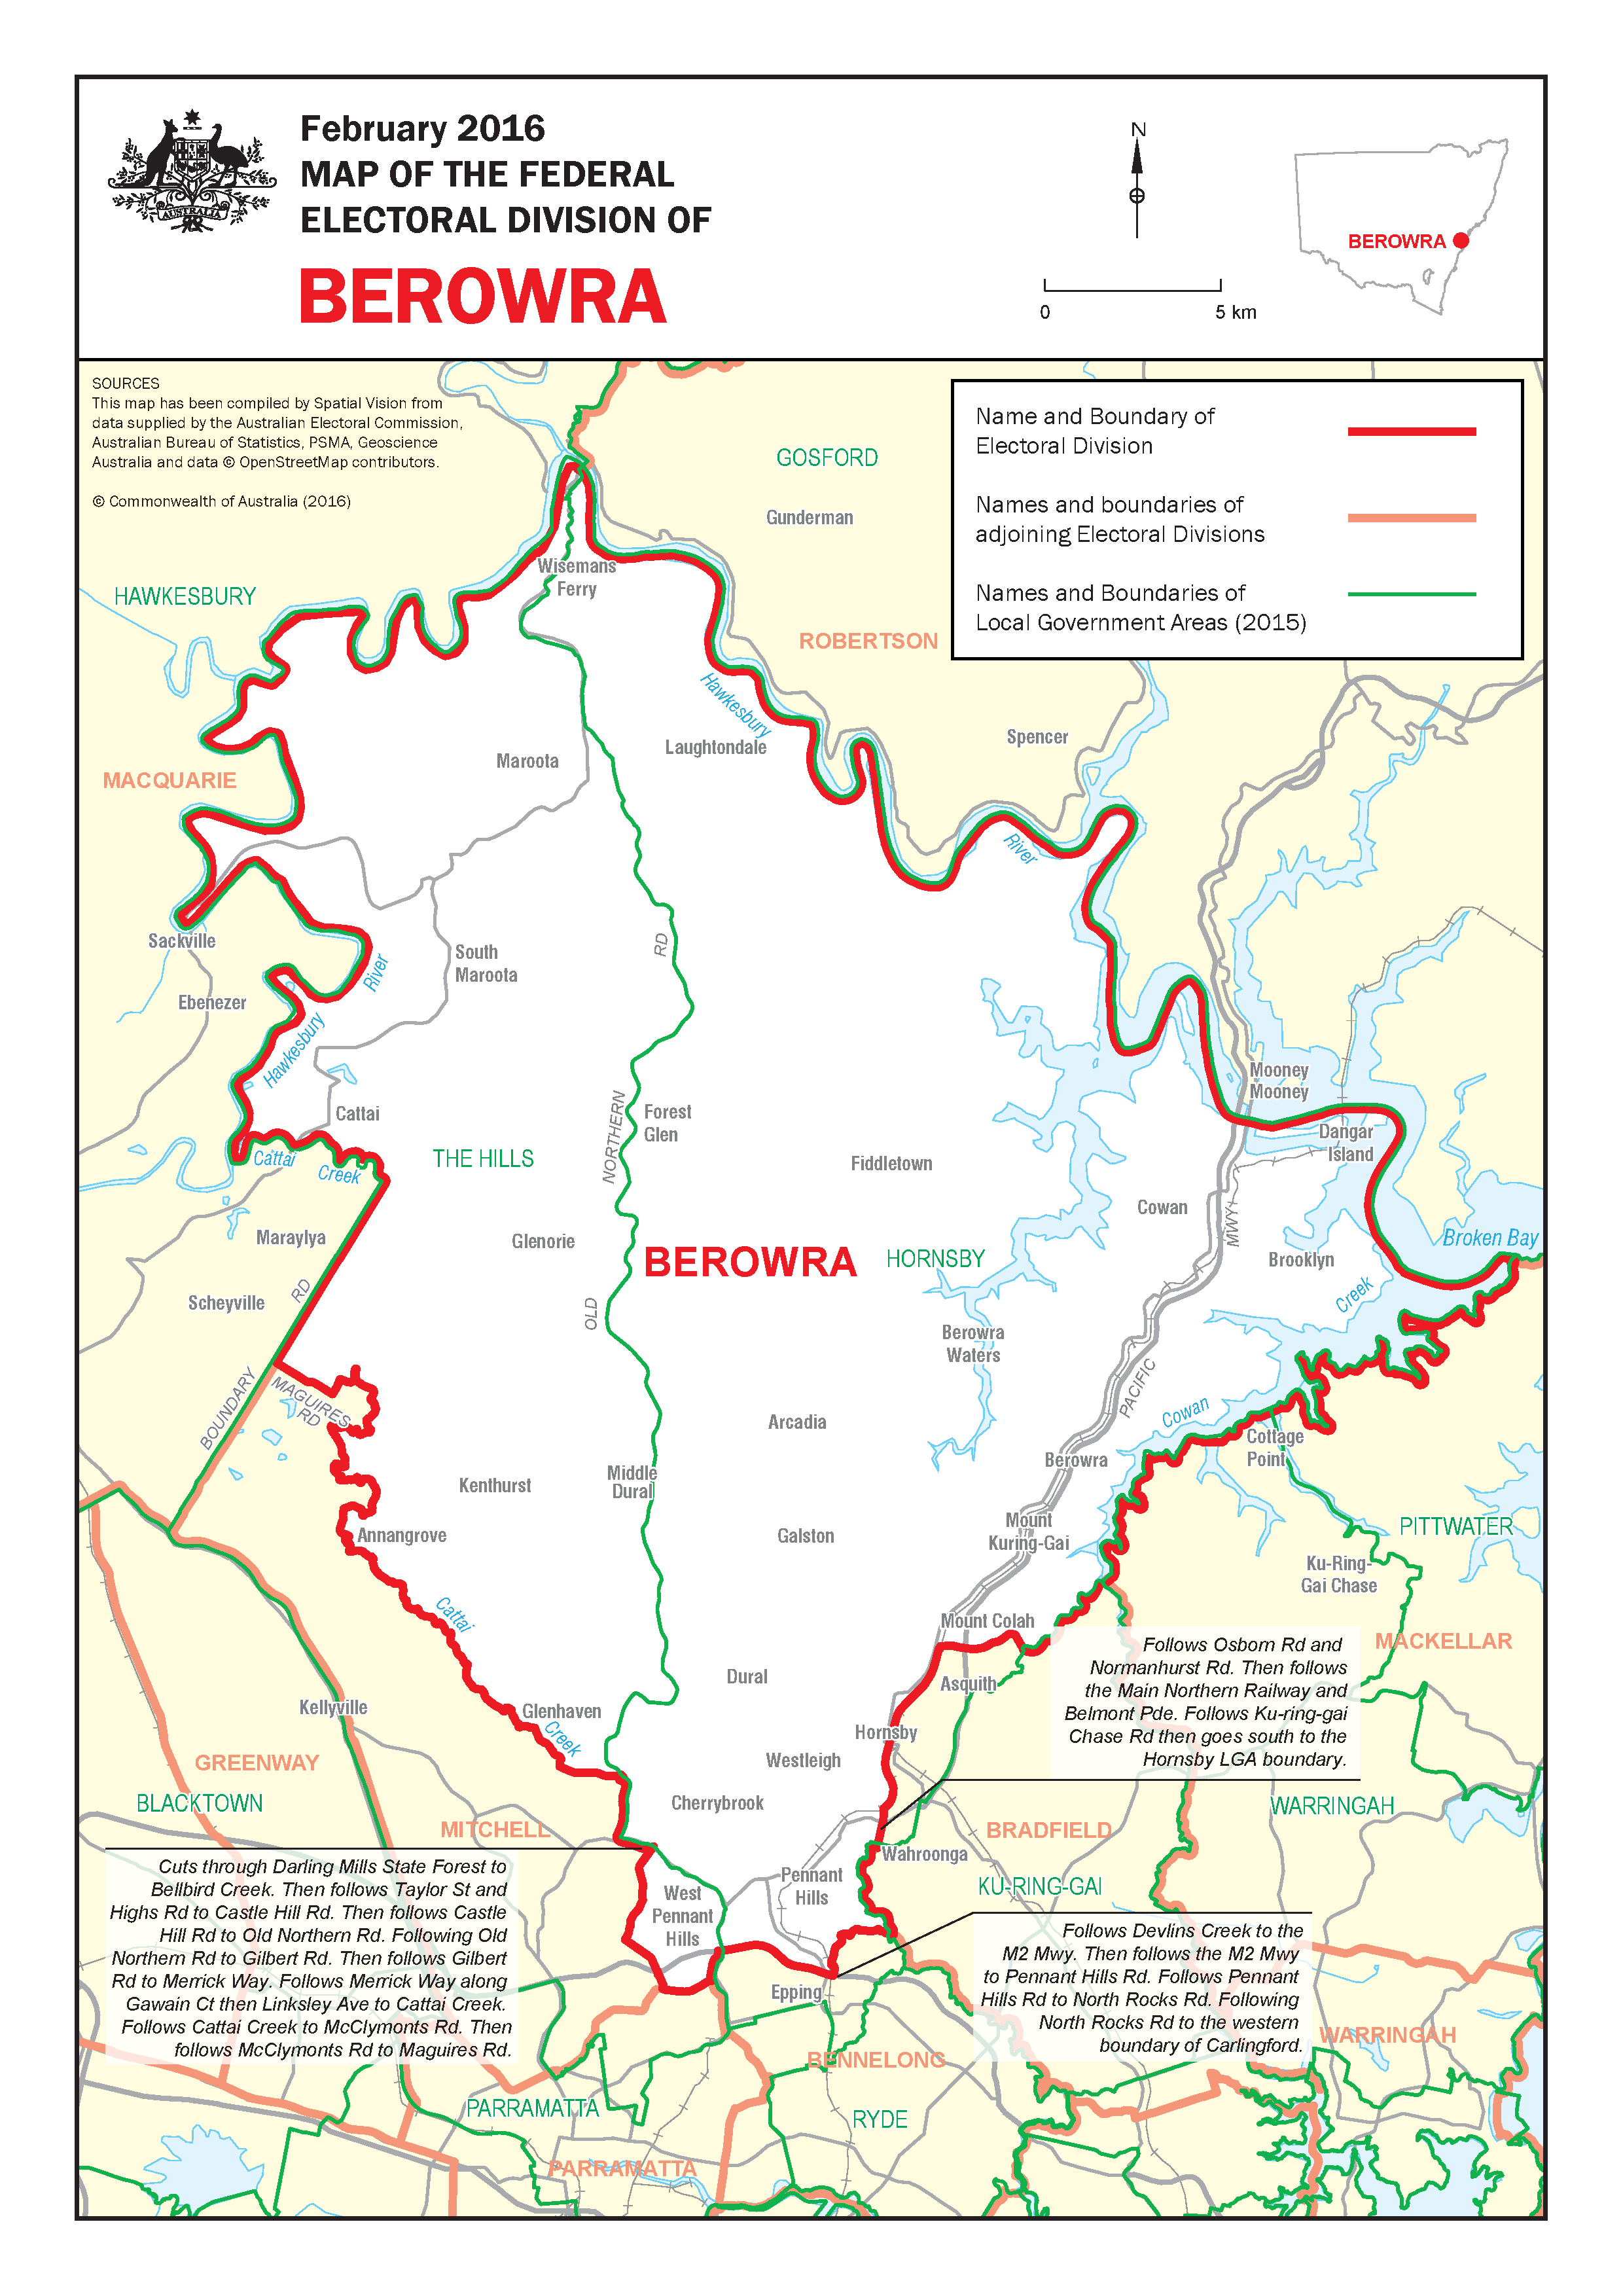 February 2016
MAP OF THE FEDERAL
ELECTORAL DIVISION OF
BEROWRA
AUSTRALIA
N
0
5 km
BEROWRA
SOURCES
This map has been compiled by Spatial Vision from
data supplied by the Australian Electoral Commission,
Australian Bureau of Statistics, PSMA, Geoscience
Australia and data © OpenStreetMap contributors.
© Commonwealth of Australia (2016)
Name and Boundary of
Electoral Division
Names and boundaries of
adjoining Electoral Divisions
Names and Boundaries of
Local Government Areas (2015)
GOSFORD
Gunderman
Wisemans
Ferry
HAWKESBURY
ROBERTSON
Hawkesbury
Spencer
Laughtondale
Maroota
MACQUARIE
River
Sackville
RD
South
Maroota
River
Ebenezer
Hawkesbury
Mooney
Mooney
Cattai
Forest
Glen
NORTHERN
Dangar
Island
Cattai
Creek
THE HILLS
Fiddletown
Cowan
MWY
Maraylya
Glenorie
BEROWRA
HORNSBY
Brooklyn
Broken Bay
Scheyville
RD
OLD
Creek
Berowra
Waters
PACIFIC
BOUNDARY
MAGUIRES
RD
Arcadia
Cowan
Cottage
Point
Berowra
Kenthurst
Middle
Dural
Mount
Kuring-Gai
PITTWATER
Annangrove
Galston
Ku-Ring-
Gai Chase
Cattai
Mount Colah
MACKELLAR
Follows Osborn Rd and
Normanhurst Rd. Then follows
the Main Northern Railway and
Belmont Pde. Follows Ku-ring-gai
Chase Rd then goes south to the
Hornsby LGA boundary.
Dural
Asquith
Kellyville
Glenhaven
Creek
Hornsby
GREENWAY
Westleigh
BLACKTOWN
Cherrybrook
WARRINGAH
MITCHELL
BRADFIELD
Wahroonga
Cuts through Darling Mills State Forest to
Bellbird Creek. Then follows Taylor St and
Highs Rd to Castle Hill Rd. Then follows Castle
Hill Rd to Old Northern Rd. Following Old
Northern Rd to Gilbert Rd. Then follows Gilbert
Rd to Merrick Way. Follows Merrick Way along
Gawain Ct then Linksley Ave to Cattai Creek.
Follows Cattai Creek to McClymonts Rd. Then
follows McClymonts Rd to Maguires Rd.
West
Pennant
Hills
Pennant
Hills
KU-RING-GAI
Follows Devlins Creek to the
M2 Mwy. Then follows the M2 Mwy
to Pennant Hills Rd. Follows Pennant
Hills Rd to North Rocks Rd. Following
North Rocks Rd to the western
boundary of Carlingford.
Epping
WARRINGAH
BENNELONG
PARRAMATTA
RYDE
PARRAMATTA